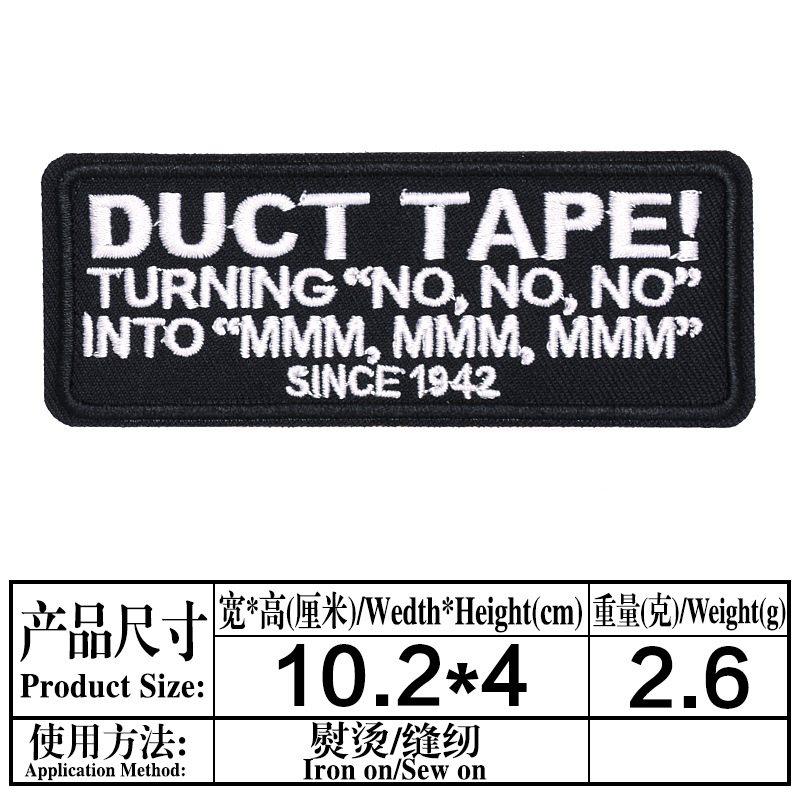 DUCT TAPE!
TURNING “NO, NO, NO”
INTO “MMM, MMM, MMM”
SINCE 1942
产品尺寸
Product Size:
宽*高(厘米)/Wedth*Height(cm)
10.2*4
重量(克)/Weight(g)
2.6
使用方法:
Application Method:
熨烫/缝纫
Iron on/Sew on